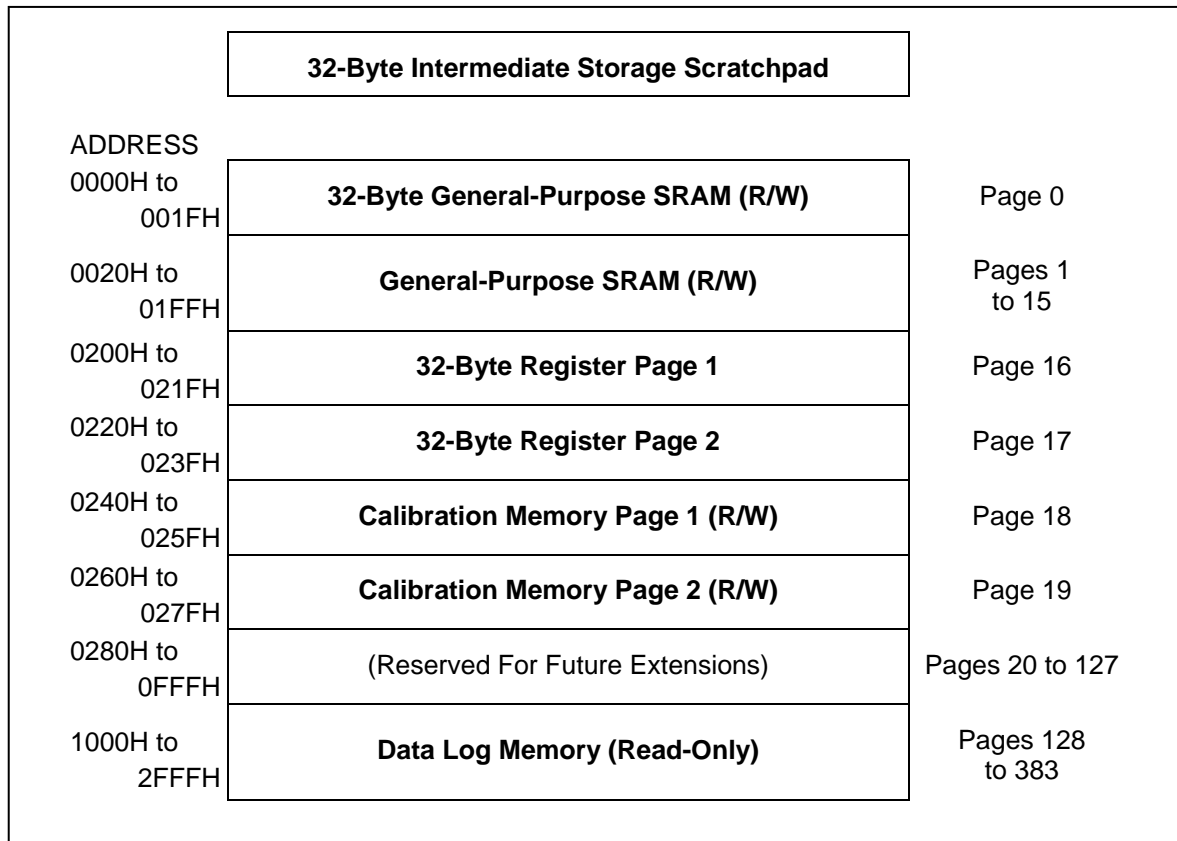 32-Byte Intermediate Storage Scratchpad
ADDRESS
0000H to
001FH
32-Byte General-Purpose SRAM (R/W)
Page 0
0020H to
01FFH
General-Purpose SRAM (R/W)
Pages 1
to 15
0200H to
021FH
32-Byte Register Page 1
Page 16
0220H to
023FH
32-Byte Register Page 2
Page 17
0240H to
025FH
Calibration Memory Page 1 (R/W)
Page 18
0260H to
027FH
Calibration Memory Page 2 (R/W)
Page 19
0280H to
0FFFH
(Reserved For Future Extensions)
Pages 20 to 127
1000H to
2FFFH
Data Log Memory (Read-Only)
Pages 128
to 383